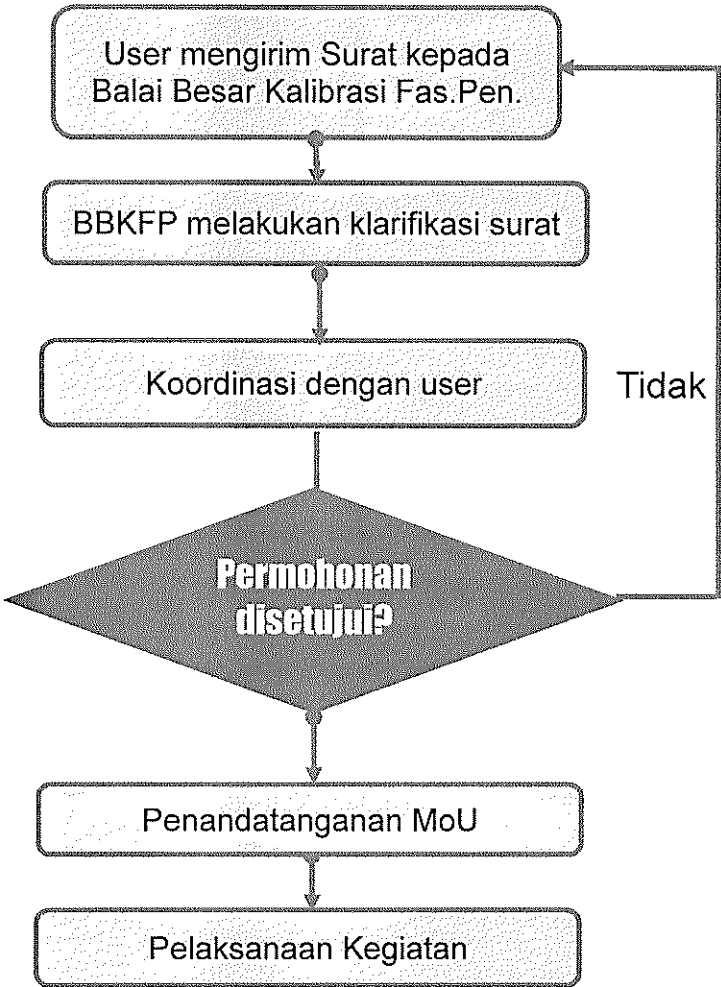 User mengirim Surat kepada
Balai Besar Kalibrasi Fas.Pen.
BBKFP melakukan klarifikasi surat
Koordinasi dengan user
Tidak
Permohonan
disetujui?
Penandatanganan MoU
Pelaksanaan Kegiatan